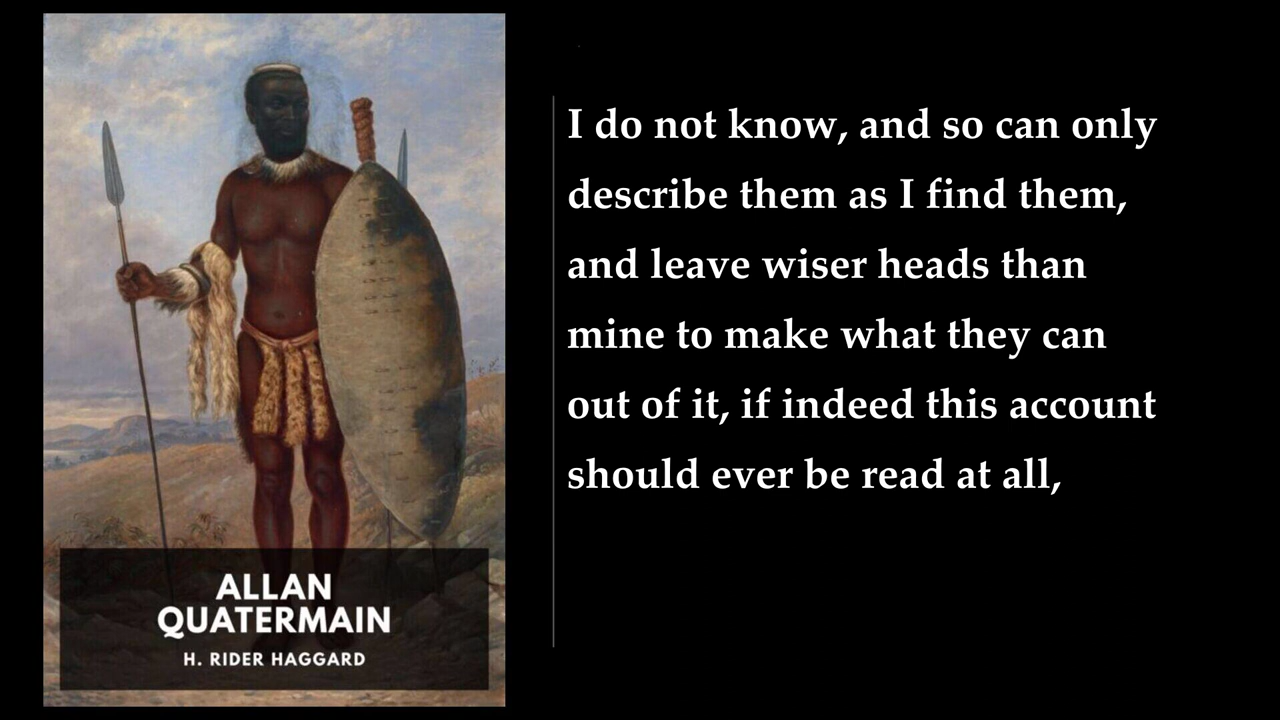 ALLAN
QUATERMAIN
H. RIDER HAGGARD
I do not know, and so can only
describe them as I find them,
and leave wiser heads than
mine to make what they can
out of it, if indeed this account
should ever be read at all,